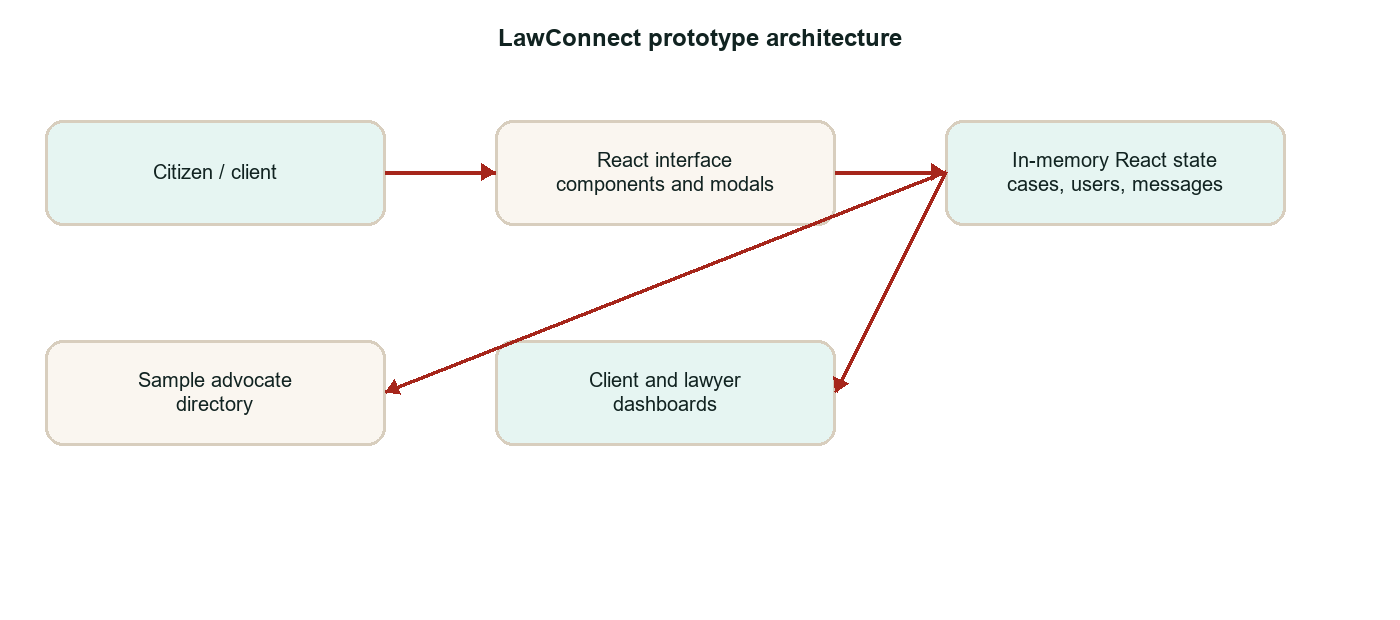 LawConnect prototype architecture
Citizen / client
React interface
components and modals
In-memory React state
cases, users, messages
Sample advocate
directory
Client and lawyer
dashboards